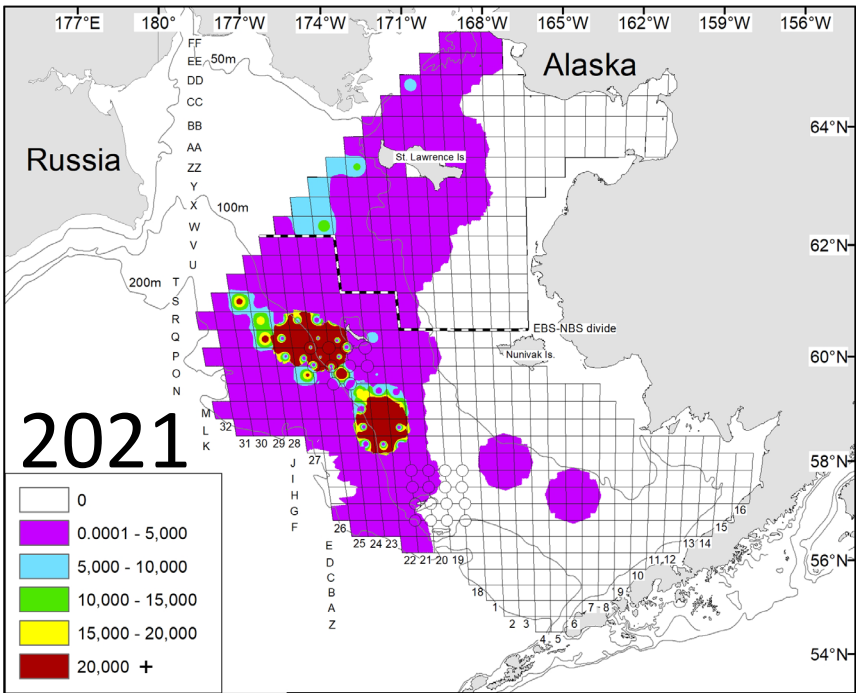 177°E 180° 177°W 174°W 171°W 168°W 165°W 162°W 159°W 156°W
Alaska
Russia
St. Lawrence Is
EBS-NBS divide
Nunivak Is.
50m
100m
200m
64°N
62°N
60°N
58°N
56°N
54°N
FF
EE
DD
CC
BB
AA
ZZ
Y
X
W
V
U
T
S
R
Q
P
O
N
M
L
K
J
I
H
G
F
E
D
C
B
A
Z
32
31 30 29 28
27
26
25 24 23
22 21 20 19
18
1
2 3
4 5
6
7 8
9
10
11 12
13 14
15
16
2021
0
0.0001 - 5,000
5,000 - 10,000
10,000 - 15,000
15,000 - 20,000
20,000 +